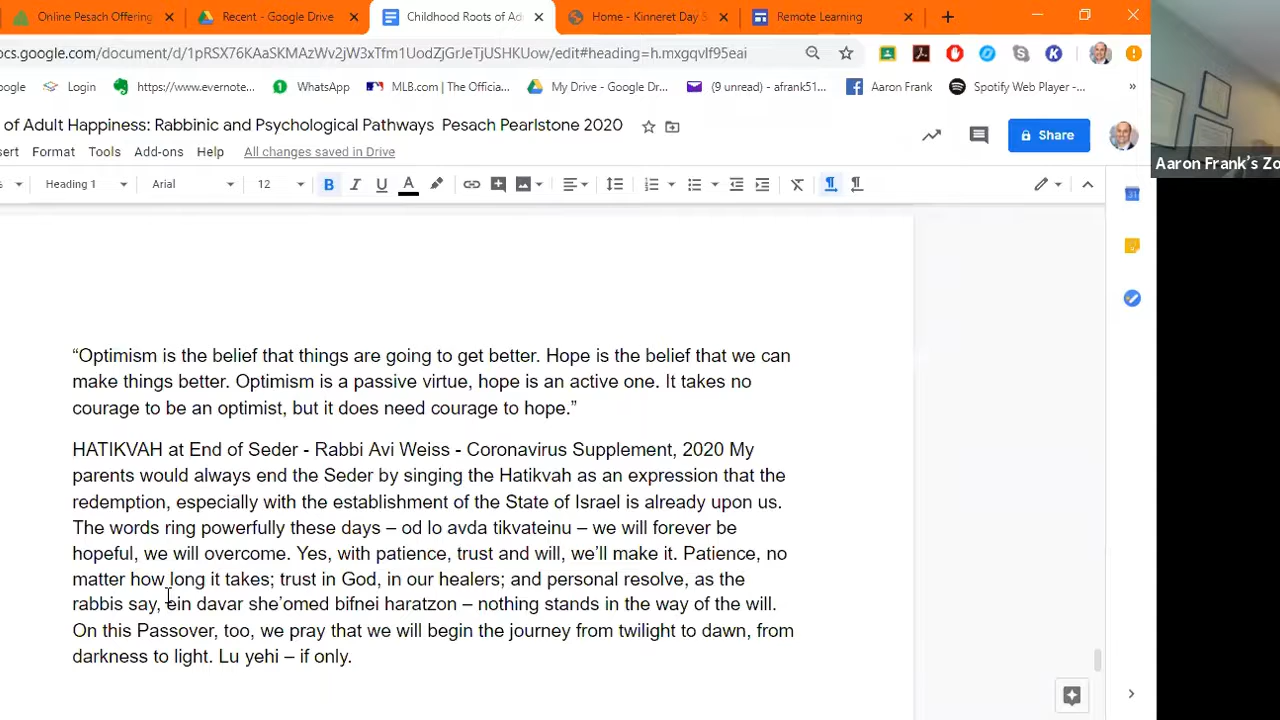 Online Pesach Offering
Recent - Google Drive
Childhood Roots of Ad
Home - Kinneret Day S
Remote Learning
ocs.google.com/document/d/1pRSX76KAaSKMAzWv2jW3xTfm1UodZjGrJeTjUSHKUow/edit#heading=h.mxgqvlf95eai
ogle
Login
http://www.evernote...
WhatsApp
MLB.com | The Officia...
My Drive - Google Dr...
(9 unread) - afrank51...
Aaron Frank
Spotify Web Player -...
»
of Adult Happiness: Rabbinic and Psychological Pathways Pesach Pearlstone 2020
Share
sert Format Tools Add-ons Help All changes saved in Drive
% Heading 1 Arial 12 B I U A
Aaron Frank's Zo
“Optimism is the belief that things are going to get better. Hope is the belief that we can
make things better. Optimism is a passive virtue, hope is an active one. It takes no
courage to be an optimist, but it does need courage to hope.”
HATIKVAH at End of Seder - Rabbi Avi Weiss - Coronavirus Supplement, 2020 My
parents would always end the Seder by singing the Hatikvah as an expression that the
redemption, especially with the establishment of the State of Israel is already upon us.
The words ring powerfully these days – od lo avda tikvateinu – we will forever be
hopeful, we will overcome. Yes, with patience, trust and will, we’ll make it. Patience, no
matter how long it takes; trust in God, in our healers; and personal resolve, as the
rabbis say, ein davar she’omed bifnei haratzon – nothing stands in the way of the will.
On this Passover, too, we pray that we will begin the journey from twilight to dawn, from
darkness to light. Lu yehi – if only.